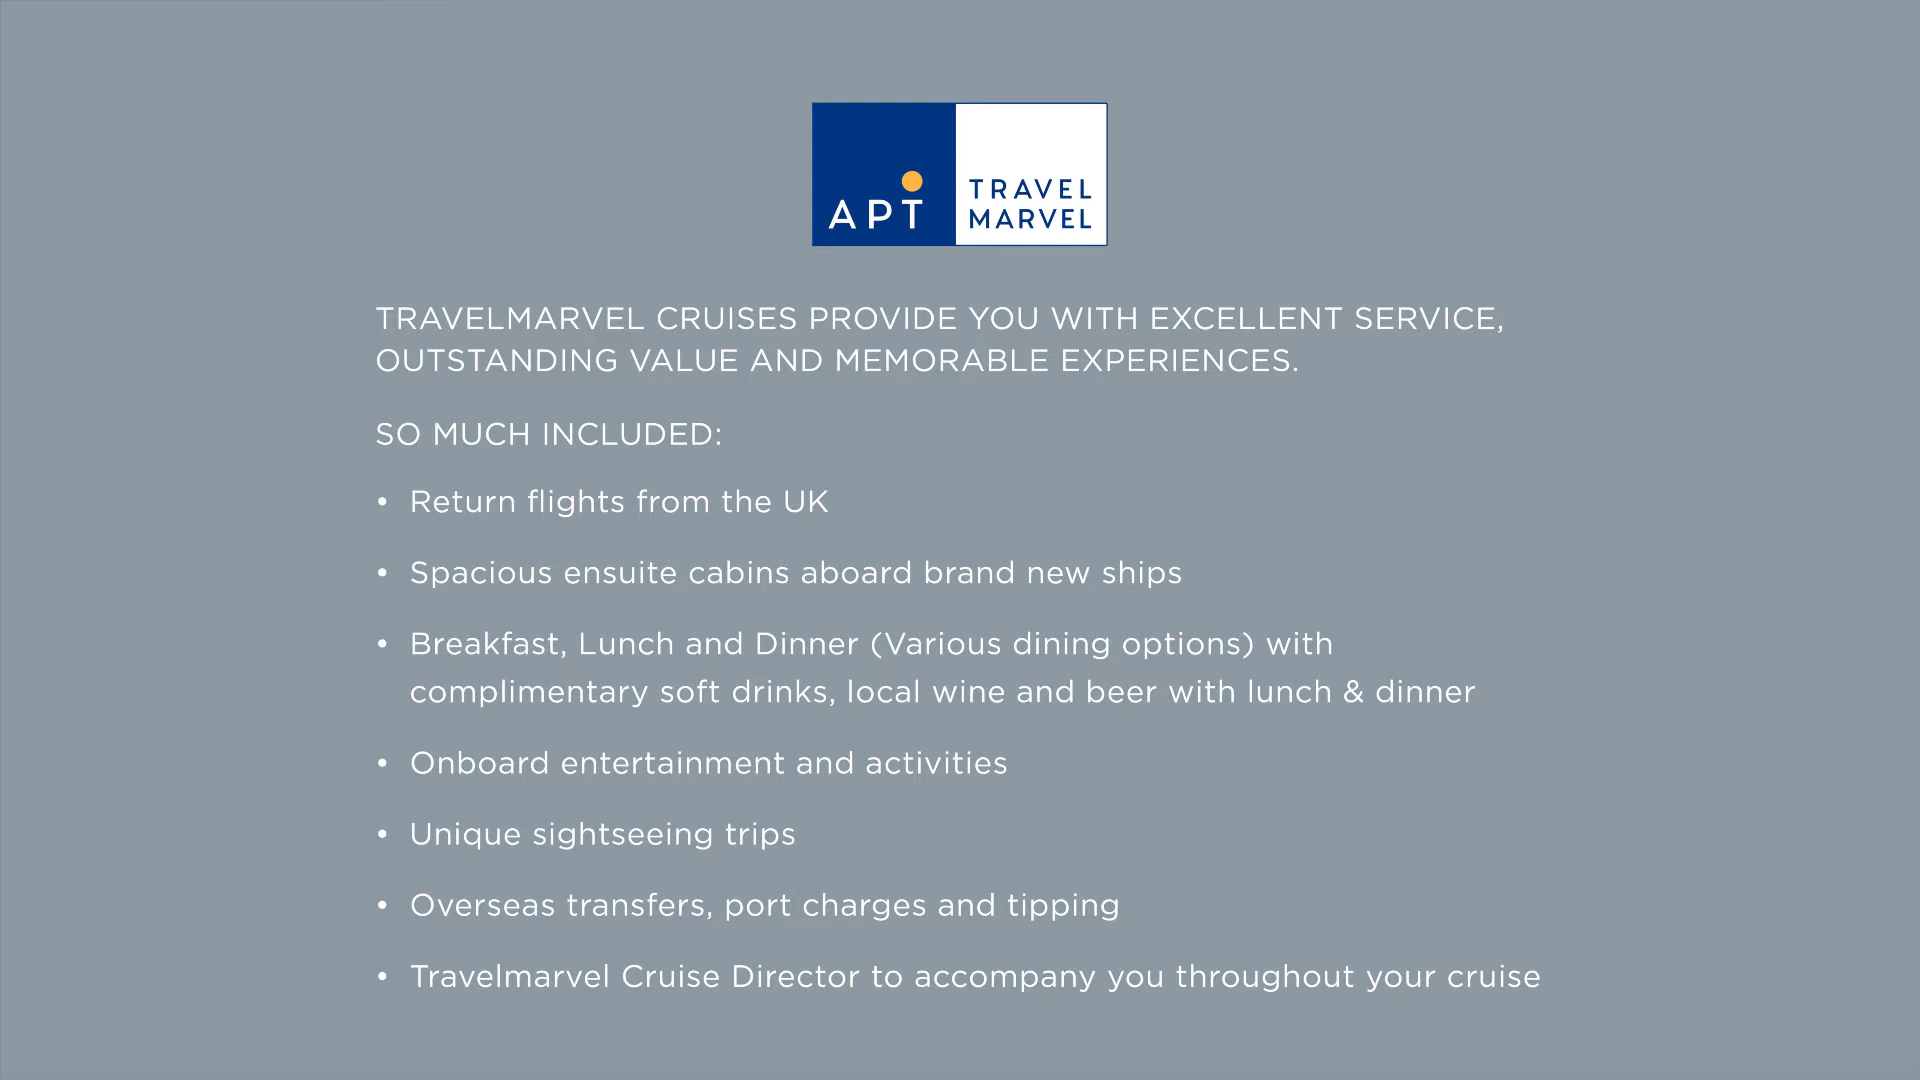 APT
TRAVEL
MARVEL
TRAVELMARVEL CRUISES PROVIDE YOU WITH EXCELLENT SERVICE,
OUTSTANDING VALUE AND MEMORABLE EXPERIENCES.
SO MUCH INCLUDED:
• Return flights from the UK
• Spacious ensuite cabins aboard brand new ships
• Breakfast, Lunch and Dinner (Various dining options) with
complimentary soft drinks, local wine and beer with lunch & dinner
• Onboard entertainment and activities
• Unique sightseeing trips
• Overseas transfers, port charges and tipping
• Travelmarvel Cruise Director to accompany you throughout your cruise